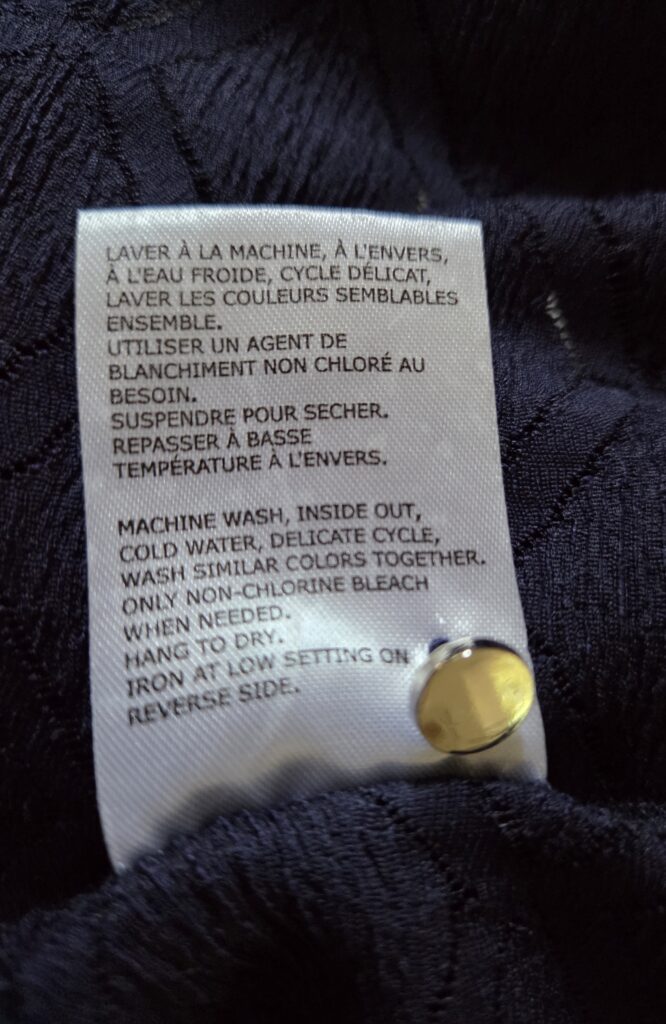 LAVER À LA MACHINE, À L'ENVERS,
À L'EAU FROIDE, CYCLE DÉLICAT,
LAVER LES COULEURS SEMBLABLES
ENSEMBLE.
UTILISER UN AGENT DE
BLANCHIMENT NON CHLORÉ AU
BESOIN.
SUSPENDRE POUR SECHER.
REPASSER À BASSE
TEMPÉRATURE À L'ENVERS.
MACHINE WASH, INSIDE OUT,
COLD WATER, DELICATE CYCLE,
WASH SIMILAR COLORS TOGETHER.
ONLY NON-CHLORINE BLEACH
WHEN NEEDED.
HANG TO DRY.
IRON AT LOW SETTING ON
REVERSE SIDE.